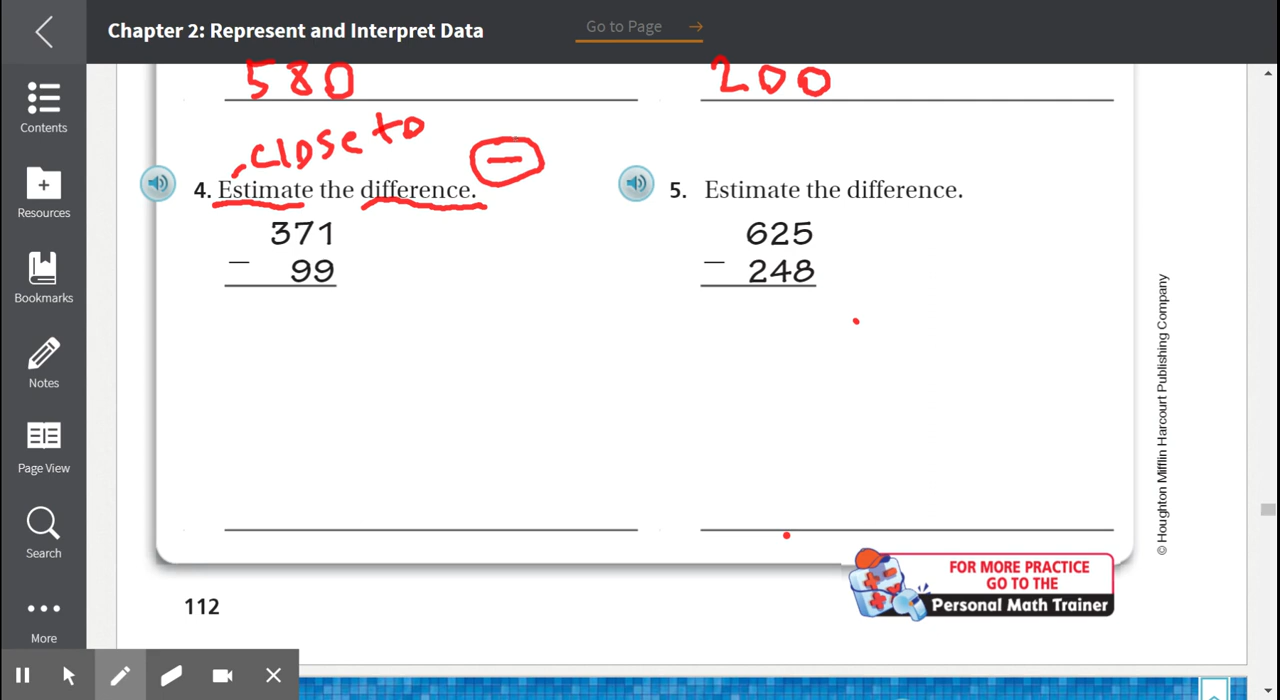 Chapter 2: Represent and Interpret Data
Go to Page →
Contents
Resources
Bookmarks
Notes
Page View
Search
More
580
200
close to
−
4. Estimate the difference.
371
− 99
5. Estimate the difference.
625
− 248
© Houghton Mifflin Harcourt Publishing Company
FOR MORE PRACTICE
GO TO THE
Personal Math Trainer
112